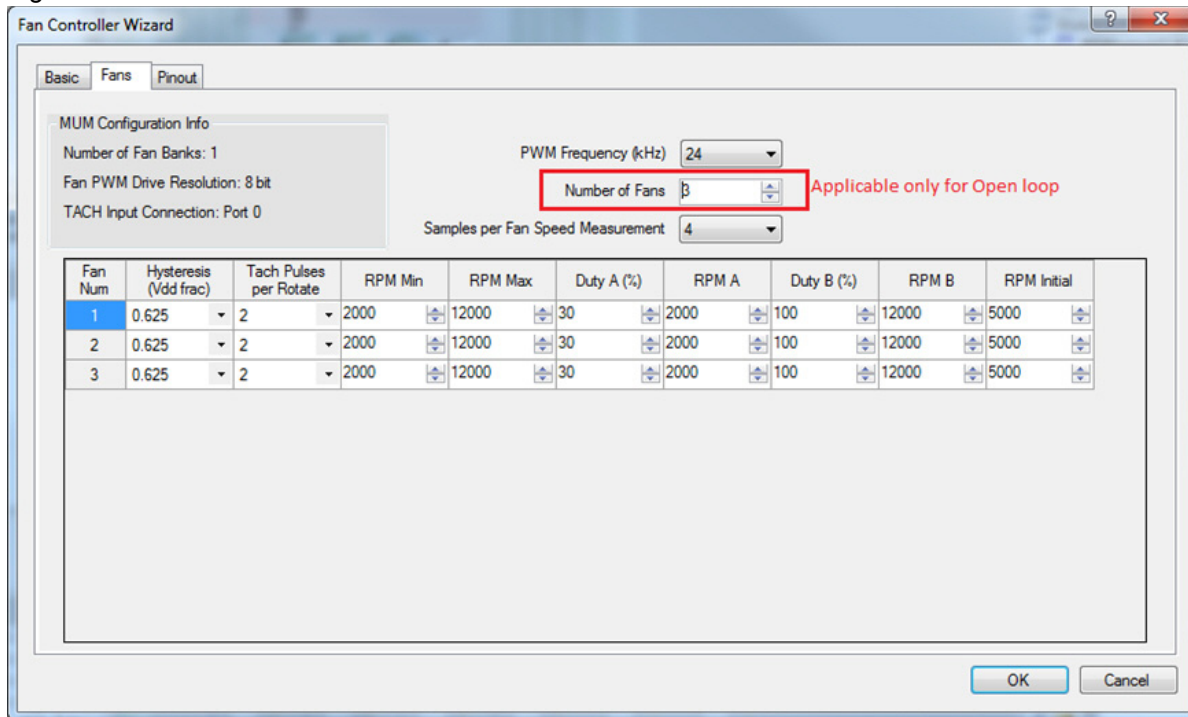 Fan Controller Wizard
Basic Fans Pinout
MUM Configuration Info
Number of Fan Banks: 1
Fan PWM Drive Resolution: 8 bit
TACH Input Connection: Port 0
PWM Frequency (kHz) 24
Number of Fans 3 Applicable only for Open loop
Samples per Fan Speed Measurement 4
Fan Num Hysteresis (Vdd frac) Tach Pulses per Rotate RPM Min RPM Max Duty A (%) RPM A Duty B (%) RPM B RPM Initial
1 0.625 2 2000 12000 30 2000 100 12000 5000
2 0.625 2 2000 12000 30 2000 100 12000 5000
3 0.625 2 2000 12000 30 2000 100 12000 5000
OK Cancel